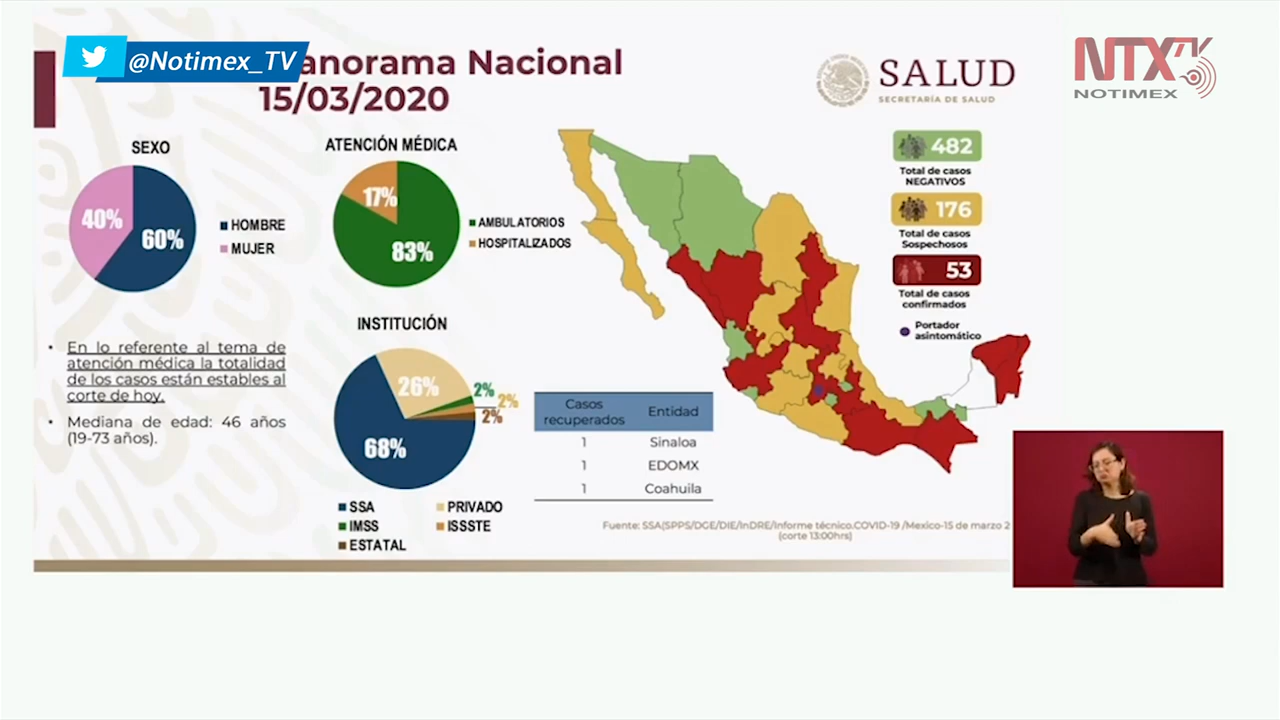 @Notimex_TV
anorama Nacional
15/03/2020
SALUD
SECRETARÍA DE SALUD
NTX TV
NOTIMEX
SEXO
40%
60%
HOMBRE
MUJER
ATENCIÓN MÉDICA
17%
83%
AMBULATORIOS
HOSPITALIZADOS
482
Total de casos
NEGATIVOS
176
Total de casos
Sospechosos
53
Total de casos
confirmados
Portador
asintomático
• En lo referente al tema de
atención médica la totalidad
de los casos están estables al
corte de hoy.
• Mediana de edad: 46 años
(19-73 años).
INSTITUCIÓN
26%
2%
2%
2%
68%
SSA
PRIVADO
IMSS
ISSSTE
ESTATAL
Casos recuperados Entidad
1 Sinaloa
1 EDOMX
1 Coahuila
Fuente: SSA(SPPS/DGE/DIE/InDRE/Informe técnico.COVID-19 /Mexico-15 de marzo 2
(corte 13:00hrs)